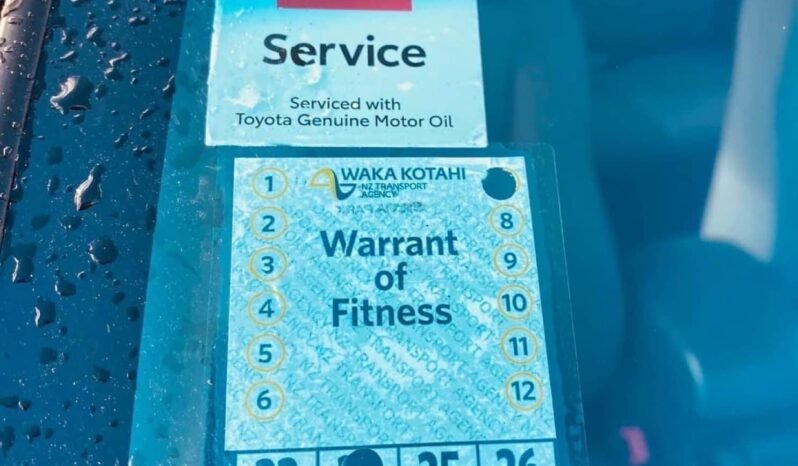 Service
Serviced with
Toyota Genuine Motor Oil
WAKA KOTAHI
NZ TRANSPORT
AGENCY
Warrant
of
Fitness
1
2
3
4
5
6
8
9
10
11
12
25 26